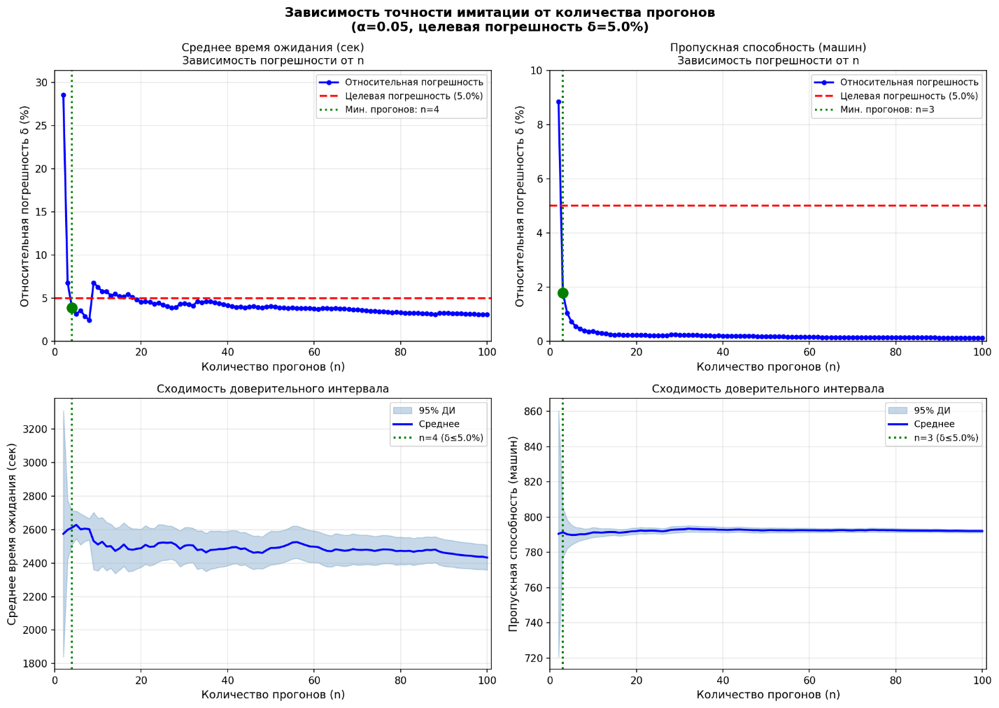 Зависимость точности имитации от количества прогонов
(α=0.05, целевая погрешность δ=5.0%)
Среднее время ожидания (сек)
Зависимость погрешности от n
Относительная погрешность δ (%)
30
25
20
15
10
5
0
Относительная погрешность
Целевая погрешность (5.0%)
Мин. прогонов: n=4
0
20
40
60
80
100
Количество прогонов (n)
Пропускная способность (машин)
Зависимость погрешности от n
Относительная погрешность δ (%)
10
8
6
4
2
0
Относительная погрешность
Целевая погрешность (5.0%)
Мин. прогонов: n=3
0
20
40
60
80
100
Количество прогонов (n)
Сходимость доверительного интервала
Среднее время ожидания (сек)
3200
3000
2800
2600
2400
2200
2000
1800
95% ДИ
Среднее
n=4 (δ≤5.0%)
0
20
40
60
80
100
Количество прогонов (n)
Сходимость доверительного интервала
Пропускная способность (машин)
860
840
820
800
780
760
740
720
95% ДИ
Среднее
n=3 (δ≤5.0%)
0
20
40
60
80
100
Количество прогонов (n)